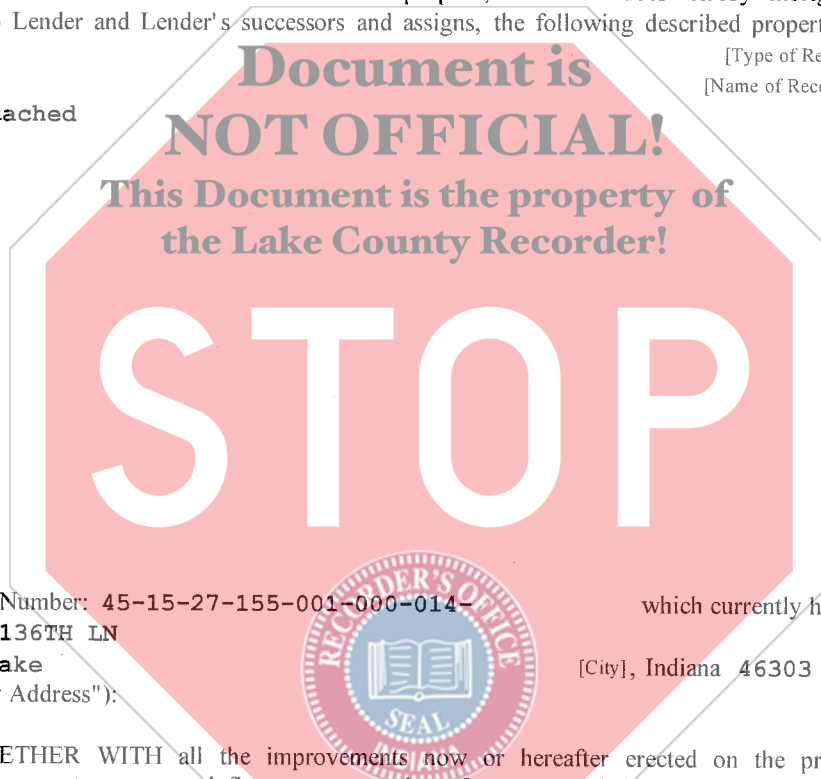 Lender and Lender's successors and assigns, the following described propert
[Type of Re
Document is
[Name of Reco
ached
NOT OFFICIAL!
This Document is the property of
the Lake County Recorder!
STOP
Number: 45-15-27-155-001-000-014- which currently h
136TH LN
ake [City], Indiana 46303
Address"):
RECORDER'S OFFICE
SEAL
INDIANA
ETHER WITH all the improvements now or hereafter erected on the pr